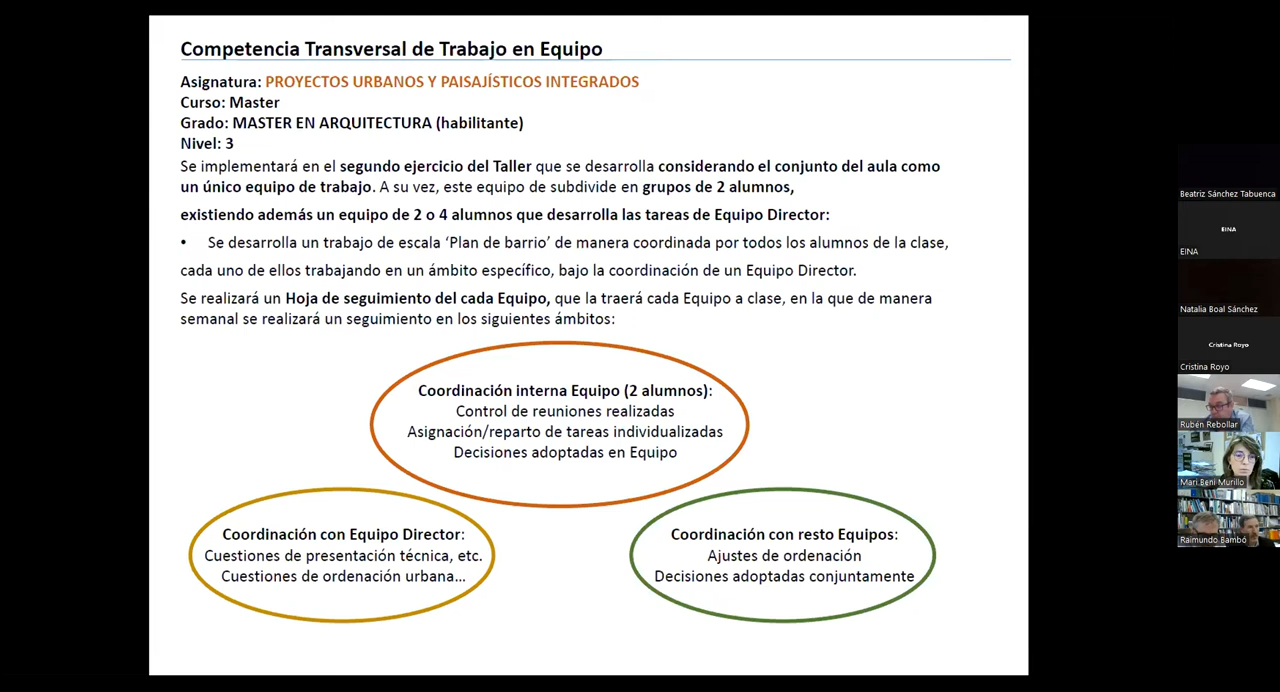 Competencia Transversal de Trabajo en Equipo
Asignatura: PROYECTOS URBANOS Y PAISAJÍSTICOS INTEGRADOS
Curso: Master
Grado: MASTER EN ARQUITECTURA (habilitante)
Nivel: 3
Se implementará en el segundo ejercicio del Taller que se desarrolla considerando el conjunto del aula como
un único equipo de trabajo. A su vez, este equipo de subdivide en grupos de 2 alumnos,
existiendo además un equipo de 2 o 4 alumnos que desarrolla las tareas de Equipo Director:
• Se desarrolla un trabajo de escala ‘Plan de barrio’ de manera coordinada por todos los alumnos de la clase,
cada uno de ellos trabajando en un ámbito específico, bajo la coordinación de un Equipo Director.
Se realizará un Hoja de seguimiento del cada Equipo, que la traerá cada Equipo a clase, en la que de manera
semanal se realizará un seguimiento en los siguientes ámbitos:
Coordinación interna Equipo (2 alumnos):
Control de reuniones realizadas
Asignación/reparto de tareas individualizadas
Decisiones adoptadas en Equipo
Coordinación con Equipo Director:
Cuestiones de presentación técnica, etc.
Cuestiones de ordenación urbana...
Coordinación con resto Equipos:
Ajustes de ordenación
Decisiones adoptadas conjuntamente
Beatriz Sánchez Tabuenca
EINA
EINA
Natalia Boal Sánchez
Cristina Royo
Cristina Royo
Rubén Rebollar
Mari.Beni Murillo
Raimundo Bambó